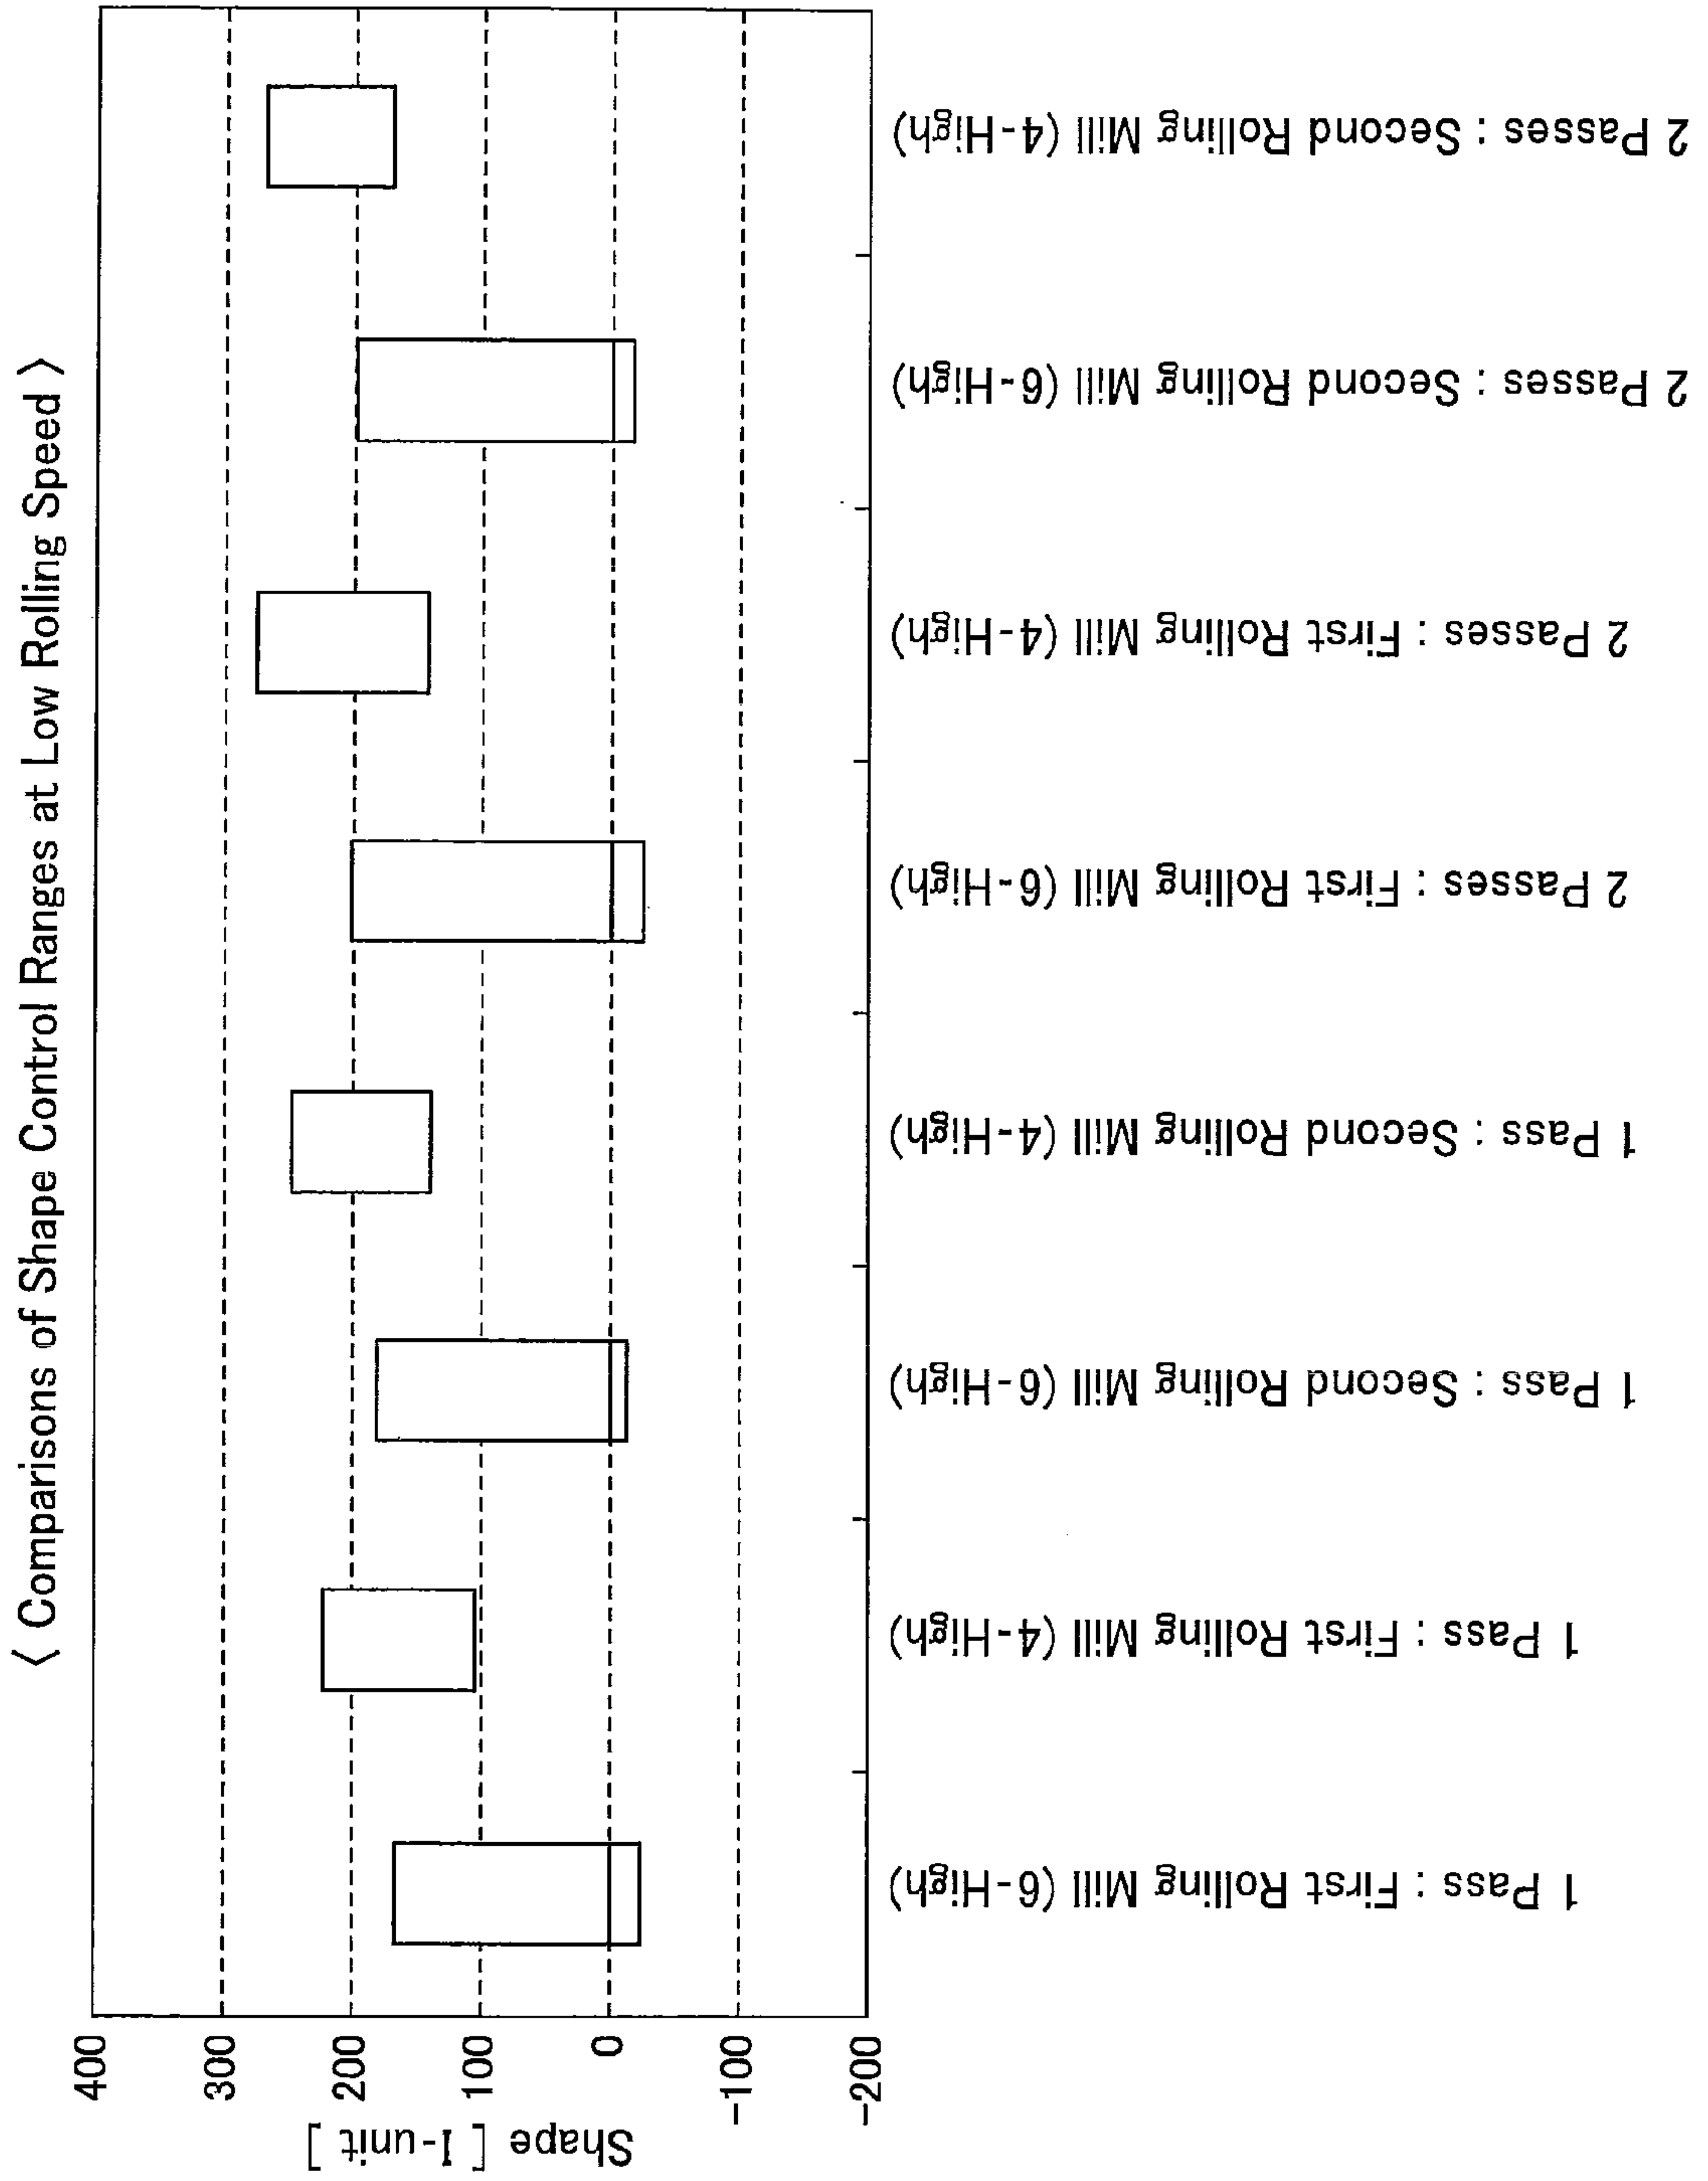 < Comparisons of Shape Control Ranges at Low Rolling Speed >
Shape [ I-unit ]
400
300
200
100
0
-100
-200
1 Pass : First Rolling Mill (6-High)
1 Pass : First Rolling Mill (4-High)
1 Pass : Second Rolling Mill (6-High)
1 Pass : Second Rolling Mill (4-High)
2 Passes : First Rolling Mill (6-High)
2 Passes : First Rolling Mill (4-High)
2 Passes : Second Rolling Mill (6-High)
2 Passes : Second Rolling Mill (4-High)